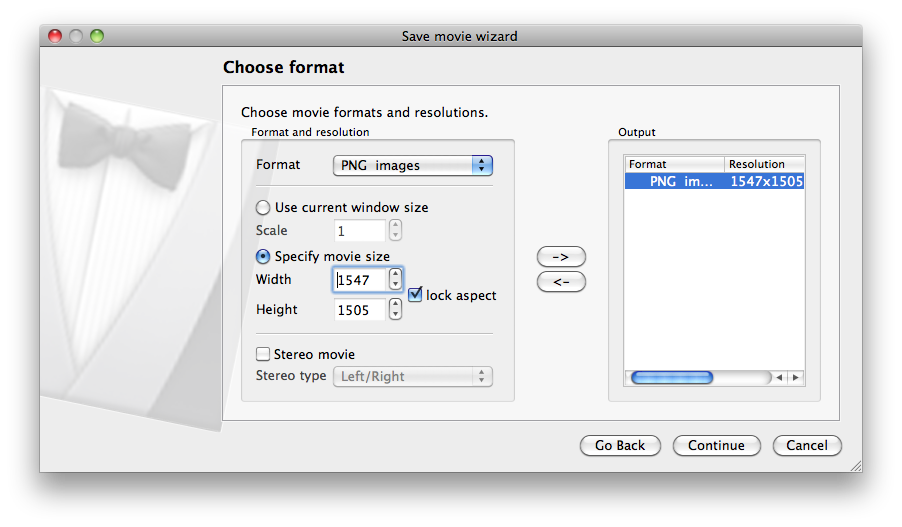 Save movie wizard
Choose format
Choose movie formats and resolutions.
Format and resolution
Format PNG images
Use current window size
Scale 1
Specify movie size
Width 1547
lock aspect
Height 1505
Stereo movie
Stereo type Left/Right
->
<-
Output
Format Resolution
PNG im... 1547x1505
Go Back Continue Cancel